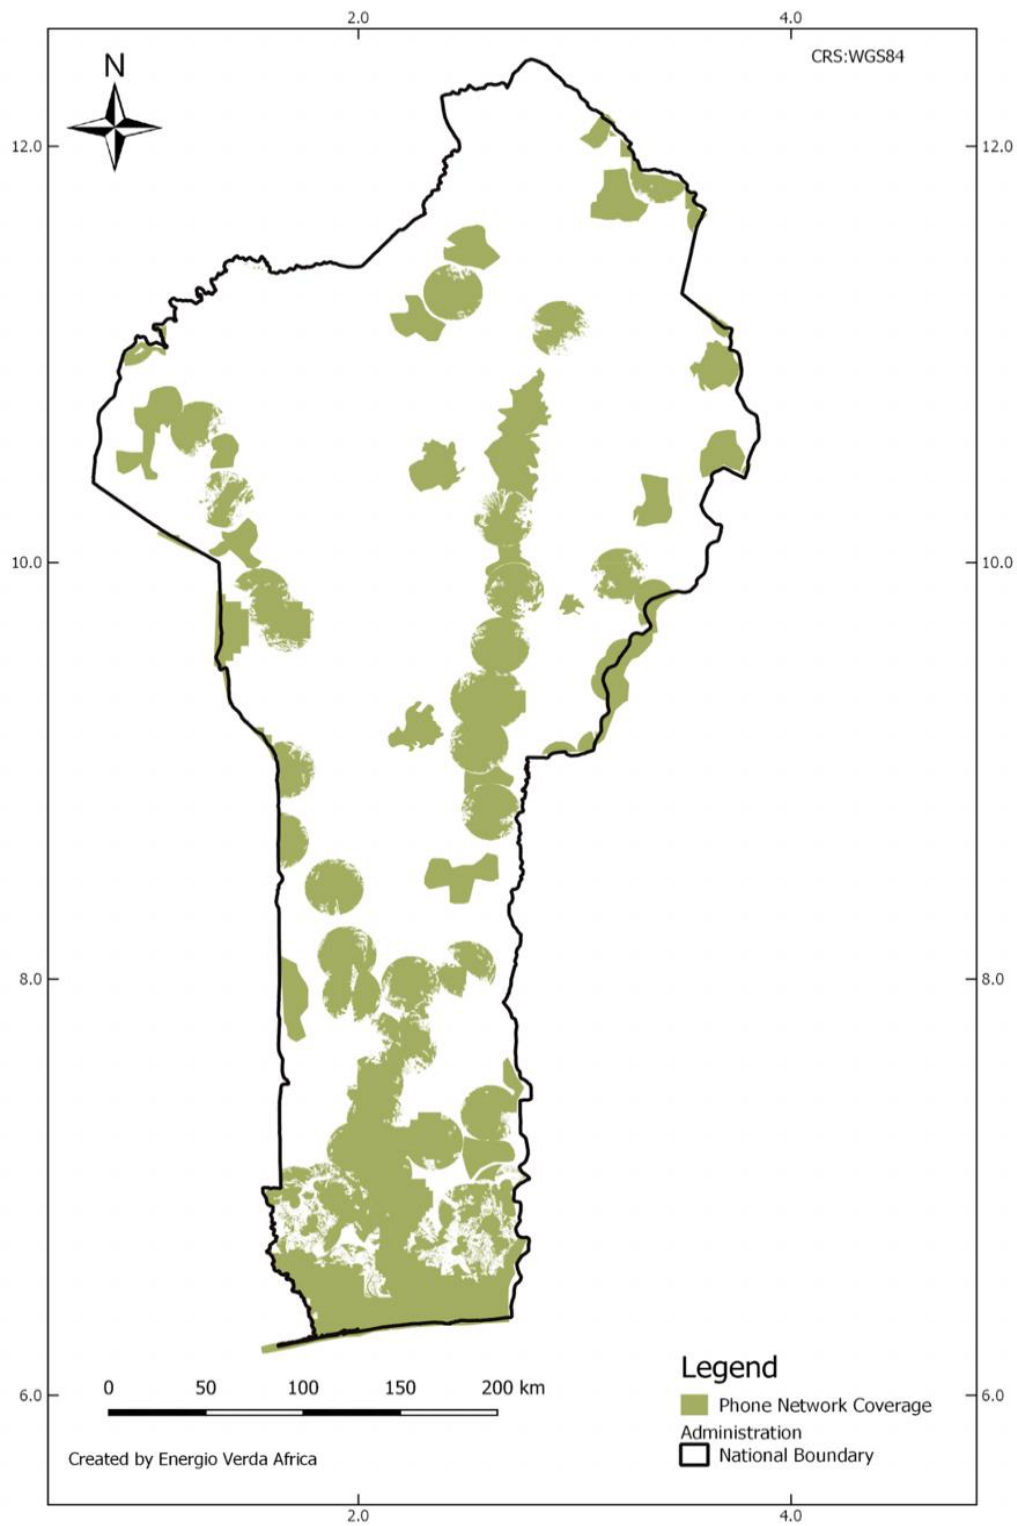 2.0
4.0
CRS:WGS84
N
12.0
12.0
10.0
10.0
8.0
8.0
6.0
6.0
0 50 100 150 200 km
Created by Energio Verda Africa
Legend
Phone Network Coverage
Administration
National Boundary
2.0
4.0